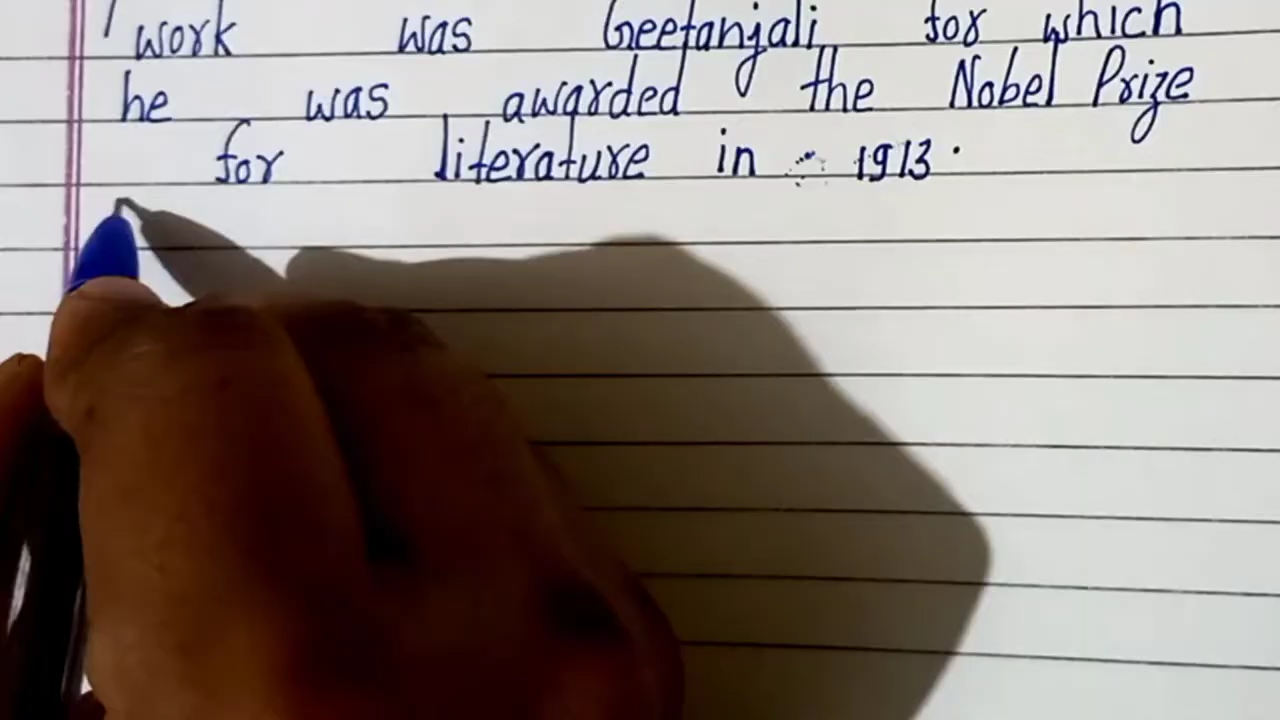 work was Geetanjali for which
he was awarded the Nobel Prize
for literature in 1913.